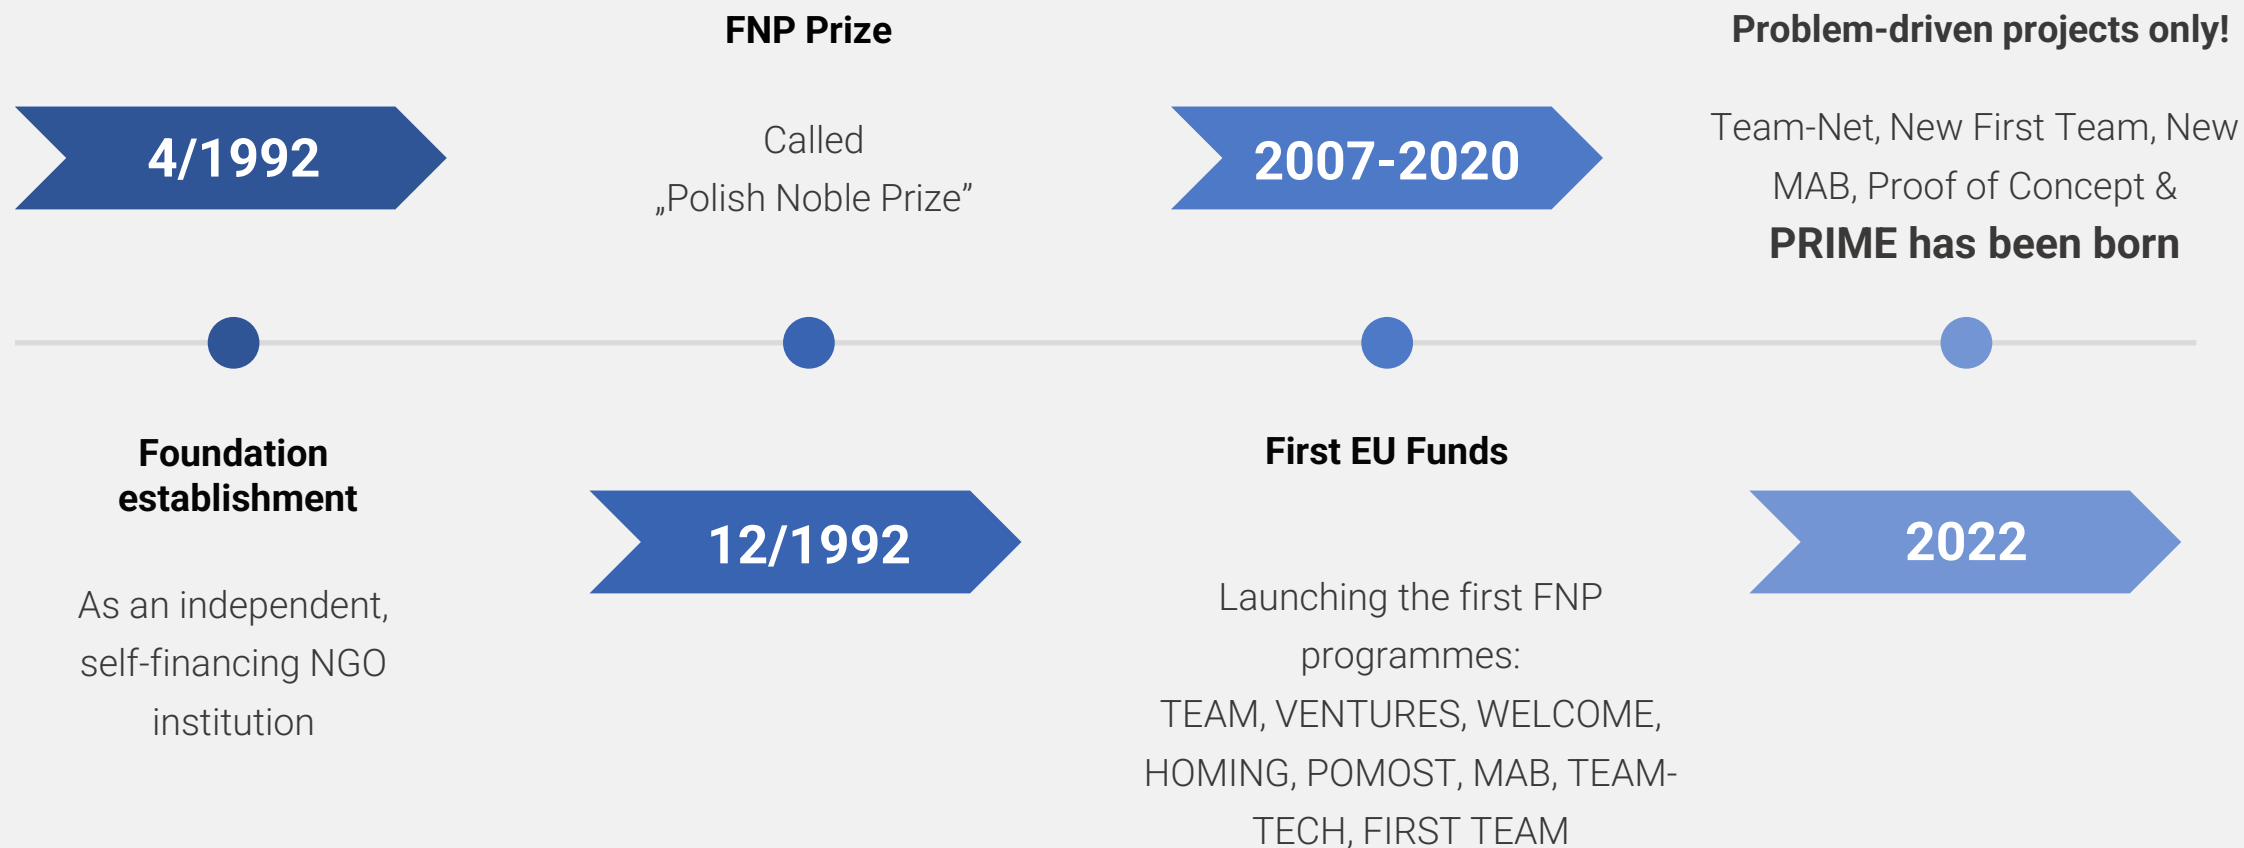 4/1992
Foundation
establishment
As an independent,
self-financing NGO
institution
FNP Prize
Called
„Polish Noble Prize”
12/1992
2007-2020
First EU Funds
Launching the first FNP
programmes:
TEAM, VENTURES, WELCOME,
HOMING, POMOST, MAB, TEAM-
TECH, FIRST TEAM
Problem-driven projects only!
Team-Net, New First Team, New
MAB, Proof of Concept &
PRIME has been born
2022